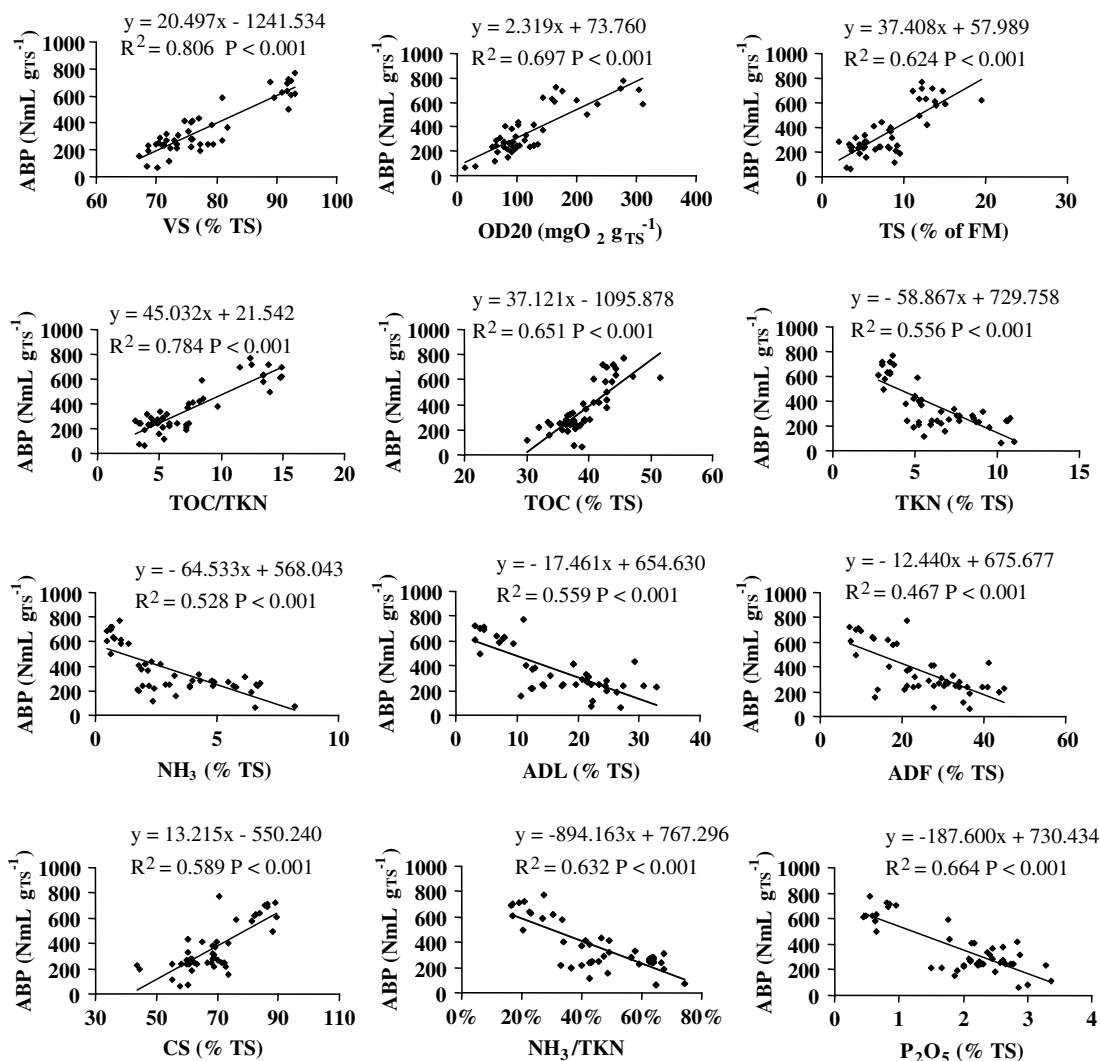 y = 20.497x - 1241.534
R² = 0.806 P < 0.001
ABP (NmL gTS⁻¹)
1000
800
600
400
200
0
60 70 80 90 100
VS (% TS)
y = 2.319x + 73.760
R² = 0.697 P < 0.001
ABP (NmL gTS⁻¹)
1000
800
600
400
200
0
0 100 200 300 400
OD20 (mgO₂ gTS⁻¹)
y = 37.408x + 57.989
R² = 0.624 P < 0.001
ABP (NmL gTS⁻¹)
1000
800
600
400
200
0
0 10 20 30
TS (% of FM)
y = 45.032x + 21.542
R² = 0.784 P < 0.001
ABP (NmL gTS⁻¹)
1000
800
600
400
200
0
0 5 10 15 20
TOC/TKN
y = 37.121x - 1095.878
R² = 0.651 P < 0.001
ABP (NmL gTS⁻¹)
1000
800
600
400
200
0
20 30 40 50 60
TOC (% TS)
y = - 58.867x + 729.758
R² = 0.556 P < 0.001
ABP (NmL gTS⁻¹)
1000
800
600
400
200
0
0 5 10 15
TKN (% TS)
y = - 64.533x + 568.043
R² = 0.528 P < 0.001
ABP (NmL gTS⁻¹)
1000
800
600
400
200
0
0 5 10
NH₃ (% TS)
y = - 17.461x + 654.630
R² = 0.559 P < 0.001
ABP (NmL gTS⁻¹)
1000
800
600
400
200
0
0 10 20 30 40
ADL (% TS)
y = - 12.440x + 675.677
R² = 0.467 P < 0.001
ABP (NmL gTS⁻¹)
1000
800
600
400
200
0
0 20 40 60
ADF (% TS)
y = 13.215x - 550.240
R² = 0.589 P < 0.001
ABP (NmL gTS⁻¹)
1000
800
600
400
200
0
30 50 70 90
CS (% TS)
y = -894.163x + 767.296
R² = 0.632 P < 0.001
ABP (NmL gTS⁻¹)
1000
800
600
400
200
0
0% 20% 40% 60% 80%
NH₃/TKN
y = -187.600x + 730.434
R² = 0.664 P < 0.001
ABP (NmL gTS⁻¹)
1000
800
600
400
200
0
0 1 2 3 4
P₂O₅ (% TS)